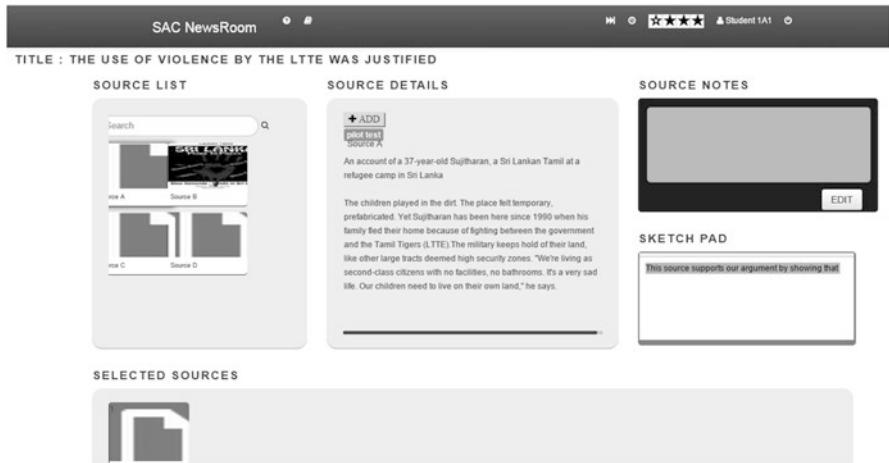 SAC NewsRoom
Student 1A1
TITLE : THE USE OF VIOLENCE BY THE LTTE WAS JUSTIFIED
SOURCE LIST
Search
rce A
Source B
rce C
Source D
SOURCE DETAILS
+ ADD
pilot test
Source A
An account of a 37-year-old Sujitharan, a Sri Lankan Tamil at a
refugee camp in Sri Lanka
The children played in the dirt. The place felt temporary,
prefabricated. Yet Sujitharan has been here since 1990 when his
family fled their home because of fighting between the government
and the Tamil Tigers (LTTE).The military keeps hold of their land,
like other large tracts deemed high security zones. "We're living as
second-class citizens with no facilities, no bathrooms. It's a very sad
life. Our children need to live on their own land," he says.
SOURCE NOTES
EDIT
SKETCH PAD
This source supports our argument by showing that
SELECTED SOURCES